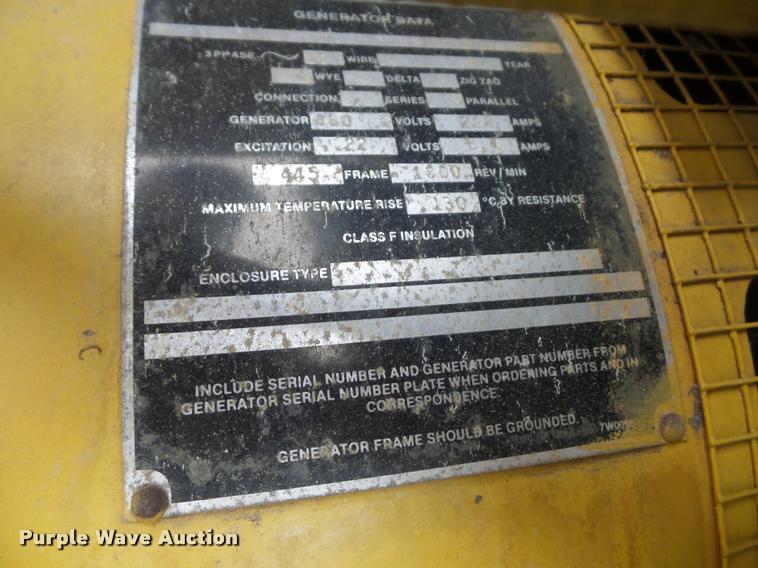 GENERATOR DATA
3 PHASE WIRE YEAR
WYE DELTA ZIG ZAG
CONNECTION SERIES PARALLEL
GENERATOR 480 VOLTS AMPS
EXCITATION 22 VOLTS AMPS
445 FRAME 1800 REV / MIN
MAXIMUM TEMPERATURE RISE 130 °C BY RESISTANCE
CLASS F INSULATION
ENCLOSURE TYPE
INCLUDE SERIAL NUMBER AND GENERATOR PART NUMBER FROM
GENERATOR SERIAL NUMBER PLATE WHEN ORDERING PARTS AND IN
CORRESPONDENCE.
GENERATOR FRAME SHOULD BE GROUNDED.
Purple Wave Auction